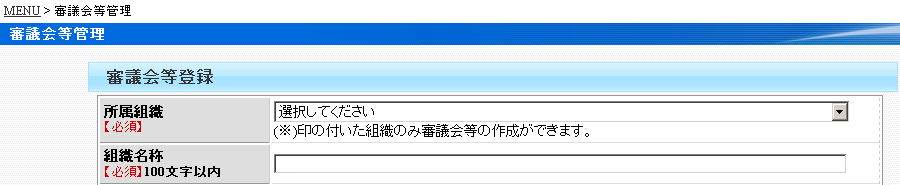 MENU > 審議会等管理
審議会等管理
審議会等登録
所属組織
【必須】
選択してください
(※)印の付いた組織のみ審議会等の作成ができます。
組織名称
【必須】100文字以内